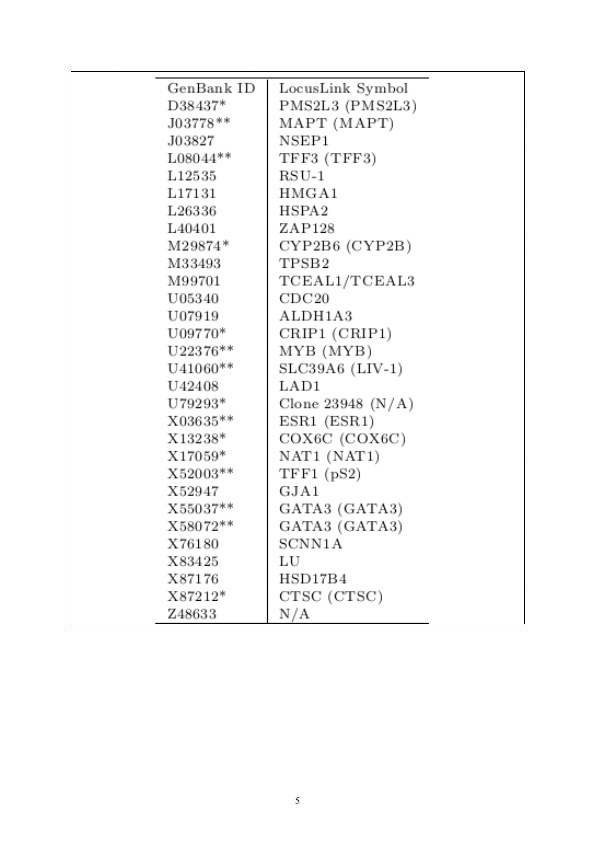 GenBank ID LocusLink Symbol
D38437* PMS2L3 (PMS2L3)
J03778** MAPT (MAPT)
J03827 NSEP1
L08044** TFF3 (TFF3)
L12535 RSU-1
L17131 HMGA1
L26336 HSPA2
L40401 ZAP128
M29874* CYP2B6 (CYP2B)
M33493 TPSB2
M99701 TCEAL1/TCEAL3
U05340 CDC20
U07919 ALDH1A3
U09770* CRIP1 (CRIP1)
U22376** MYB (MYB)
U41060** SLC39A6 (LIV-1)
U42408 LAD1
U79293* Clone 23948 (N/A)
X03635** ESR1 (ESR1)
X13238* COX6C (COX6C)
X17059* NAT1 (NAT1)
X52003** TFF1 (pS2)
X52947 GJA1
X55037** GATA3 (GATA3)
X58072** GATA3 (GATA3)
X76180 SCNN1A
X83425 LU
X87176 HSD17B4
X87212* CTSC (CTSC)
Z48633 N/A
5